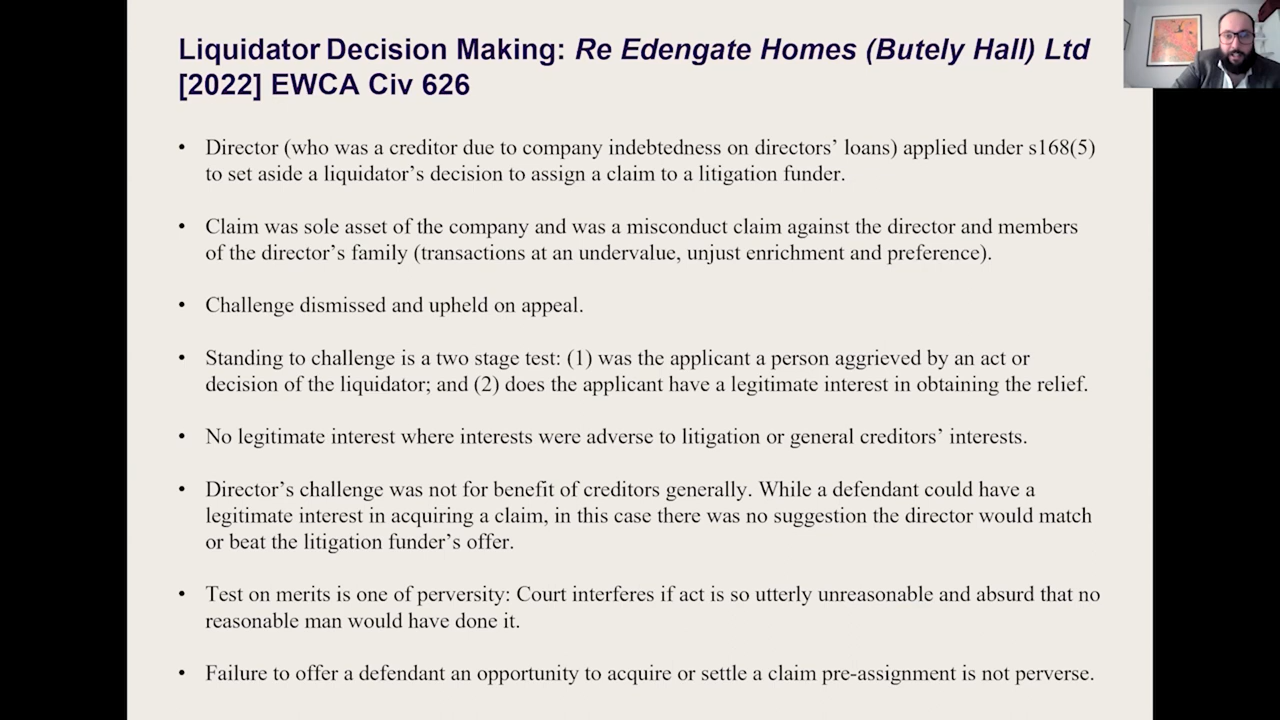 Liquidator Decision Making: Re Edengate Homes (Butely Hall) Ltd
[2022] EWCA Civ 626
• Director (who was a creditor due to company indebtedness on directors’ loans) applied under s168(5)
to set aside a liquidator’s decision to assign a claim to a litigation funder.
• Claim was sole asset of the company and was a misconduct claim against the director and members
of the director’s family (transactions at an undervalue, unjust enrichment and preference).
• Challenge dismissed and upheld on appeal.
• Standing to challenge is a two stage test: (1) was the applicant a person aggrieved by an act or
decision of the liquidator; and (2) does the applicant have a legitimate interest in obtaining the relief.
• No legitimate interest where interests were adverse to litigation or general creditors’ interests.
• Director’s challenge was not for benefit of creditors generally. While a defendant could have a
legitimate interest in acquiring a claim, in this case there was no suggestion the director would match
or beat the litigation funder’s offer.
• Test on merits is one of perversity: Court interferes if act is so utterly unreasonable and absurd that no
reasonable man would have done it.
• Failure to offer a defendant an opportunity to acquire or settle a claim pre-assignment is not perverse.